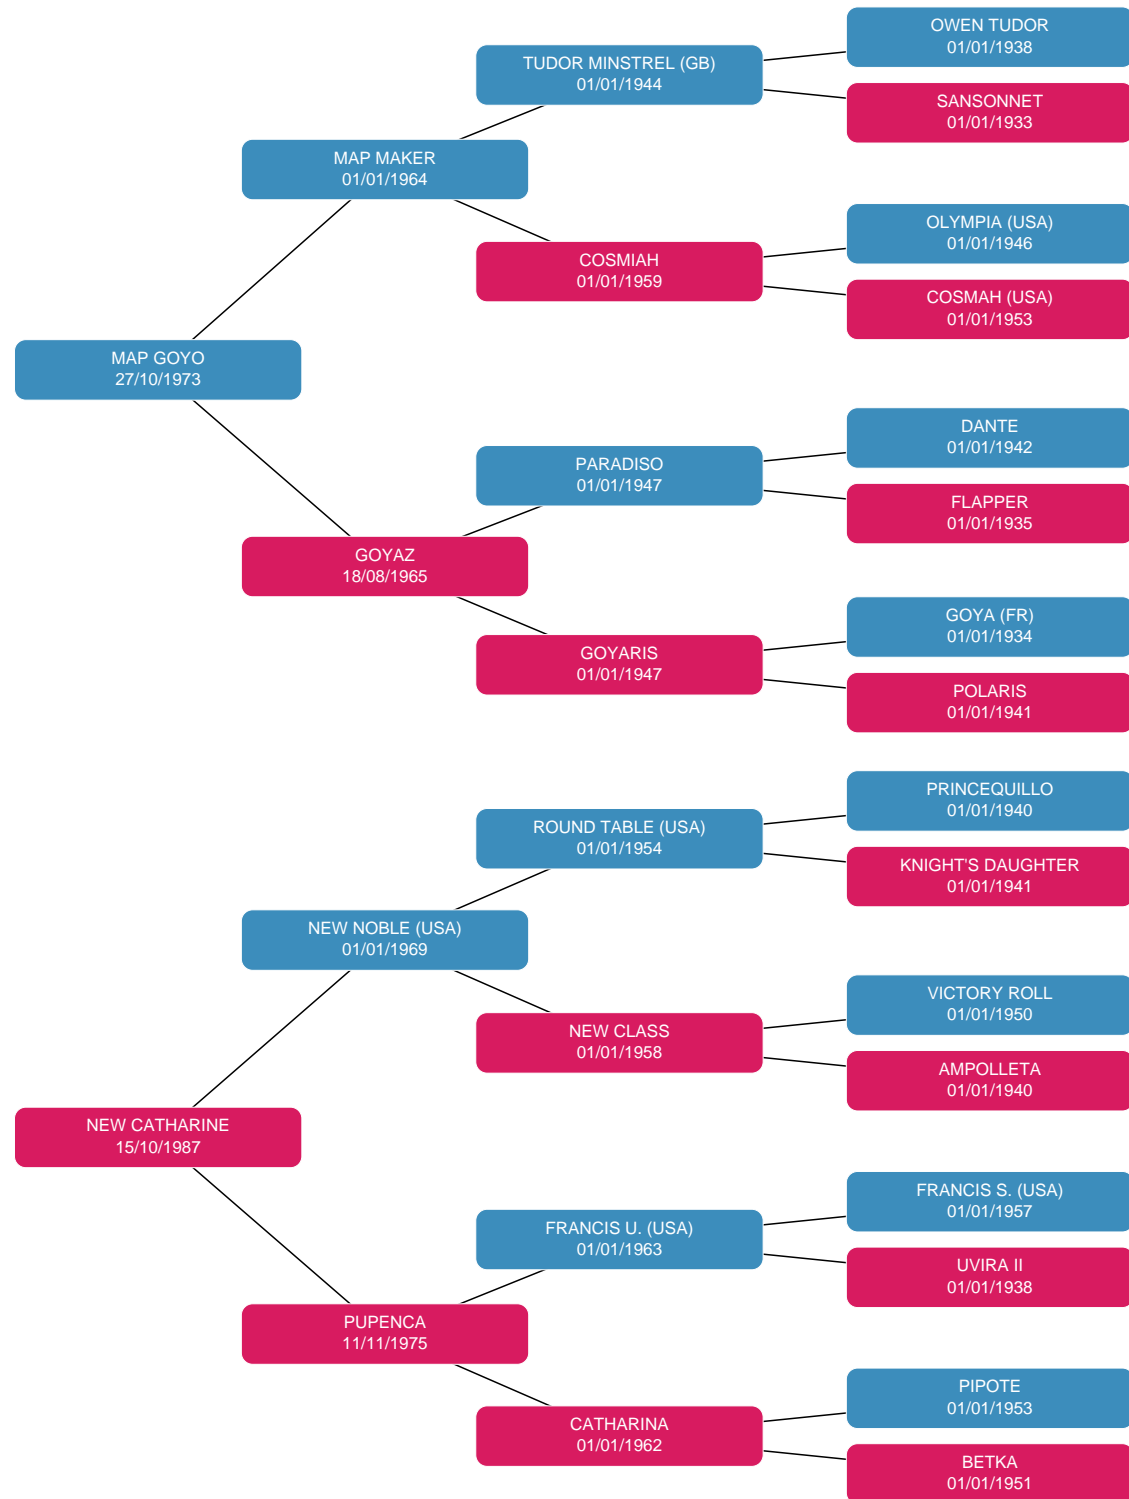 OWEN TUDOR
01/01/1938
TUDOR MINSTREL (GB)
01/01/1944
SANSONNET
01/01/1933
MAP MAKER
01/01/1964
OLYMPIA (USA)
01/01/1946
COSMIAH
01/01/1959
COSMAH (USA)
01/01/1953
MAP GOYO
27/10/1973
DANTE
01/01/1942
PARADISO
01/01/1947
FLAPPER
01/01/1935
GOYAZ
18/08/1965
GOYA (FR)
01/01/1934
GOYARIS
01/01/1947
POLARIS
01/01/1941
PRINCEQUILLO
01/01/1940
ROUND TABLE (USA)
01/01/1954
KNIGHT'S DAUGHTER
01/01/1941
NEW NOBLE (USA)
01/01/1969
VICTORY ROLL
01/01/1950
NEW CLASS
01/01/1958
AMPOLLETA
01/01/1940
NEW CATHARINE
15/10/1987
FRANCIS S. (USA)
01/01/1957
FRANCIS U. (USA)
01/01/1963
UVIRA II
01/01/1938
PUPENCA
11/11/1975
PIPOTE
01/01/1953
CATHARINA
01/01/1962
BETKA
01/01/1951